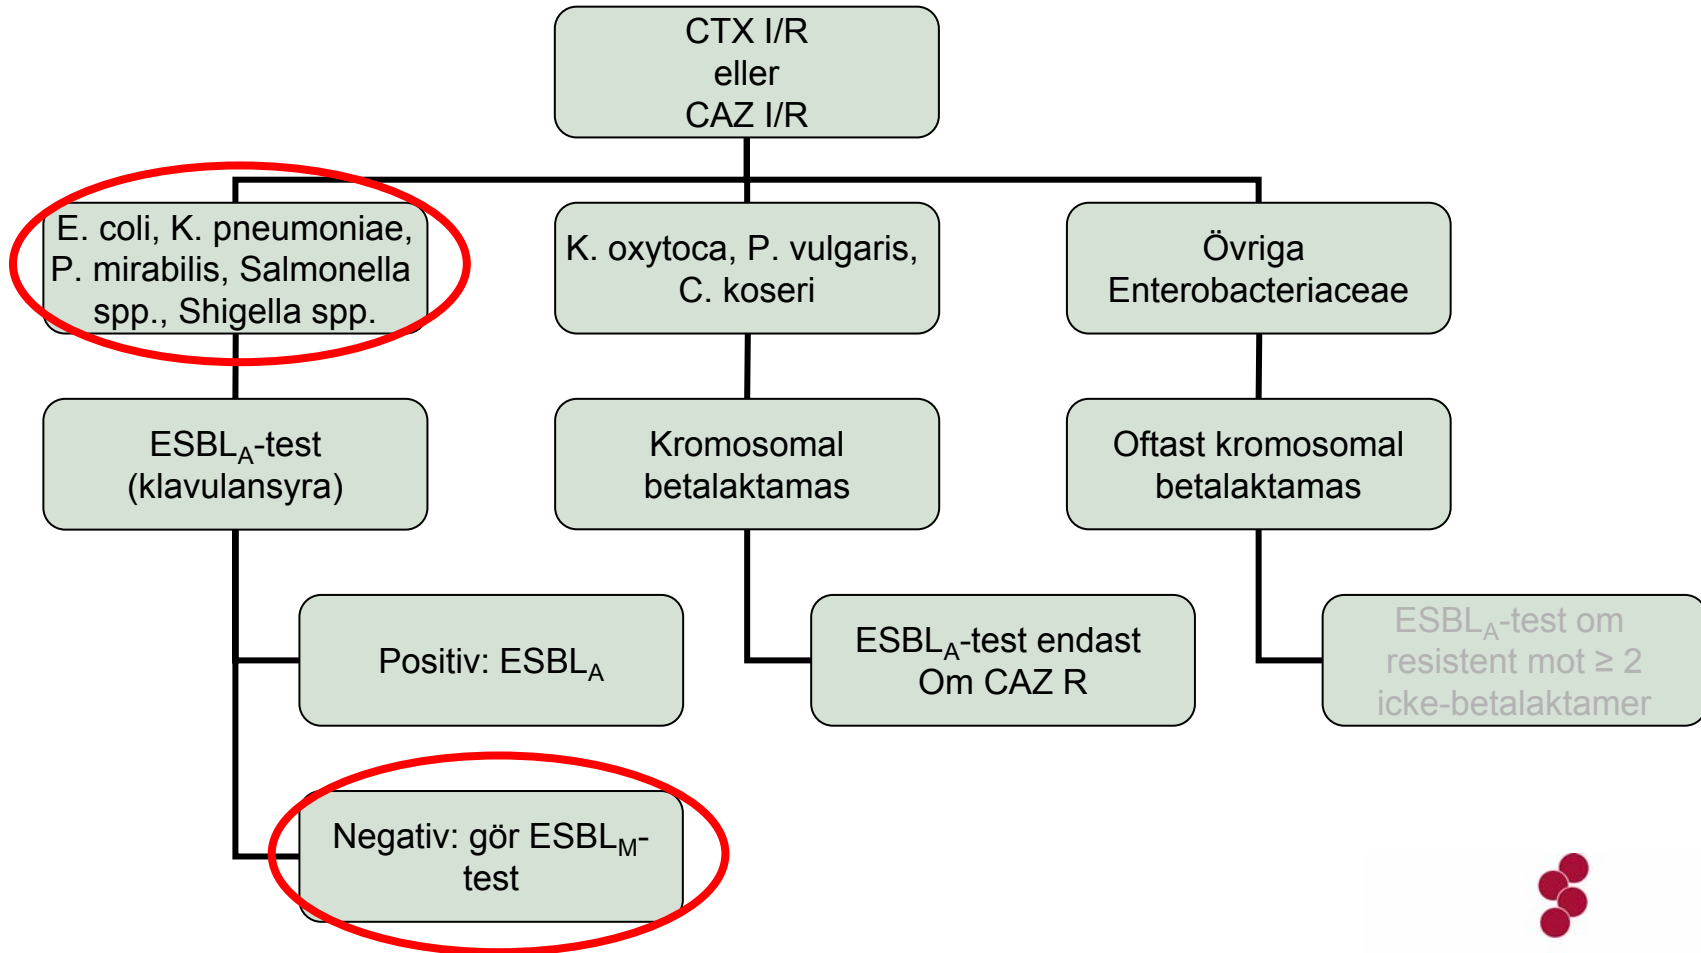 CTX I/R
eller
CAZ I/R
E. coli, K. pneumoniae,
P. mirabilis, Salmonella
spp., Shigella spp.
K. oxytoca, P. vulgaris,
C. koseri
Övriga
Enterobacteriaceae
ESBLA-test
(klavulansyra)
Kromosomal
betalaktamas
Oftast kromosomal
betalaktamas
Positiv: ESBLA
ESBLA-test endast
Om CAZ R
ESBLA-test om
resistent mot ≥ 2
icke-betalaktamer
Negativ: gör ESBLM-
test